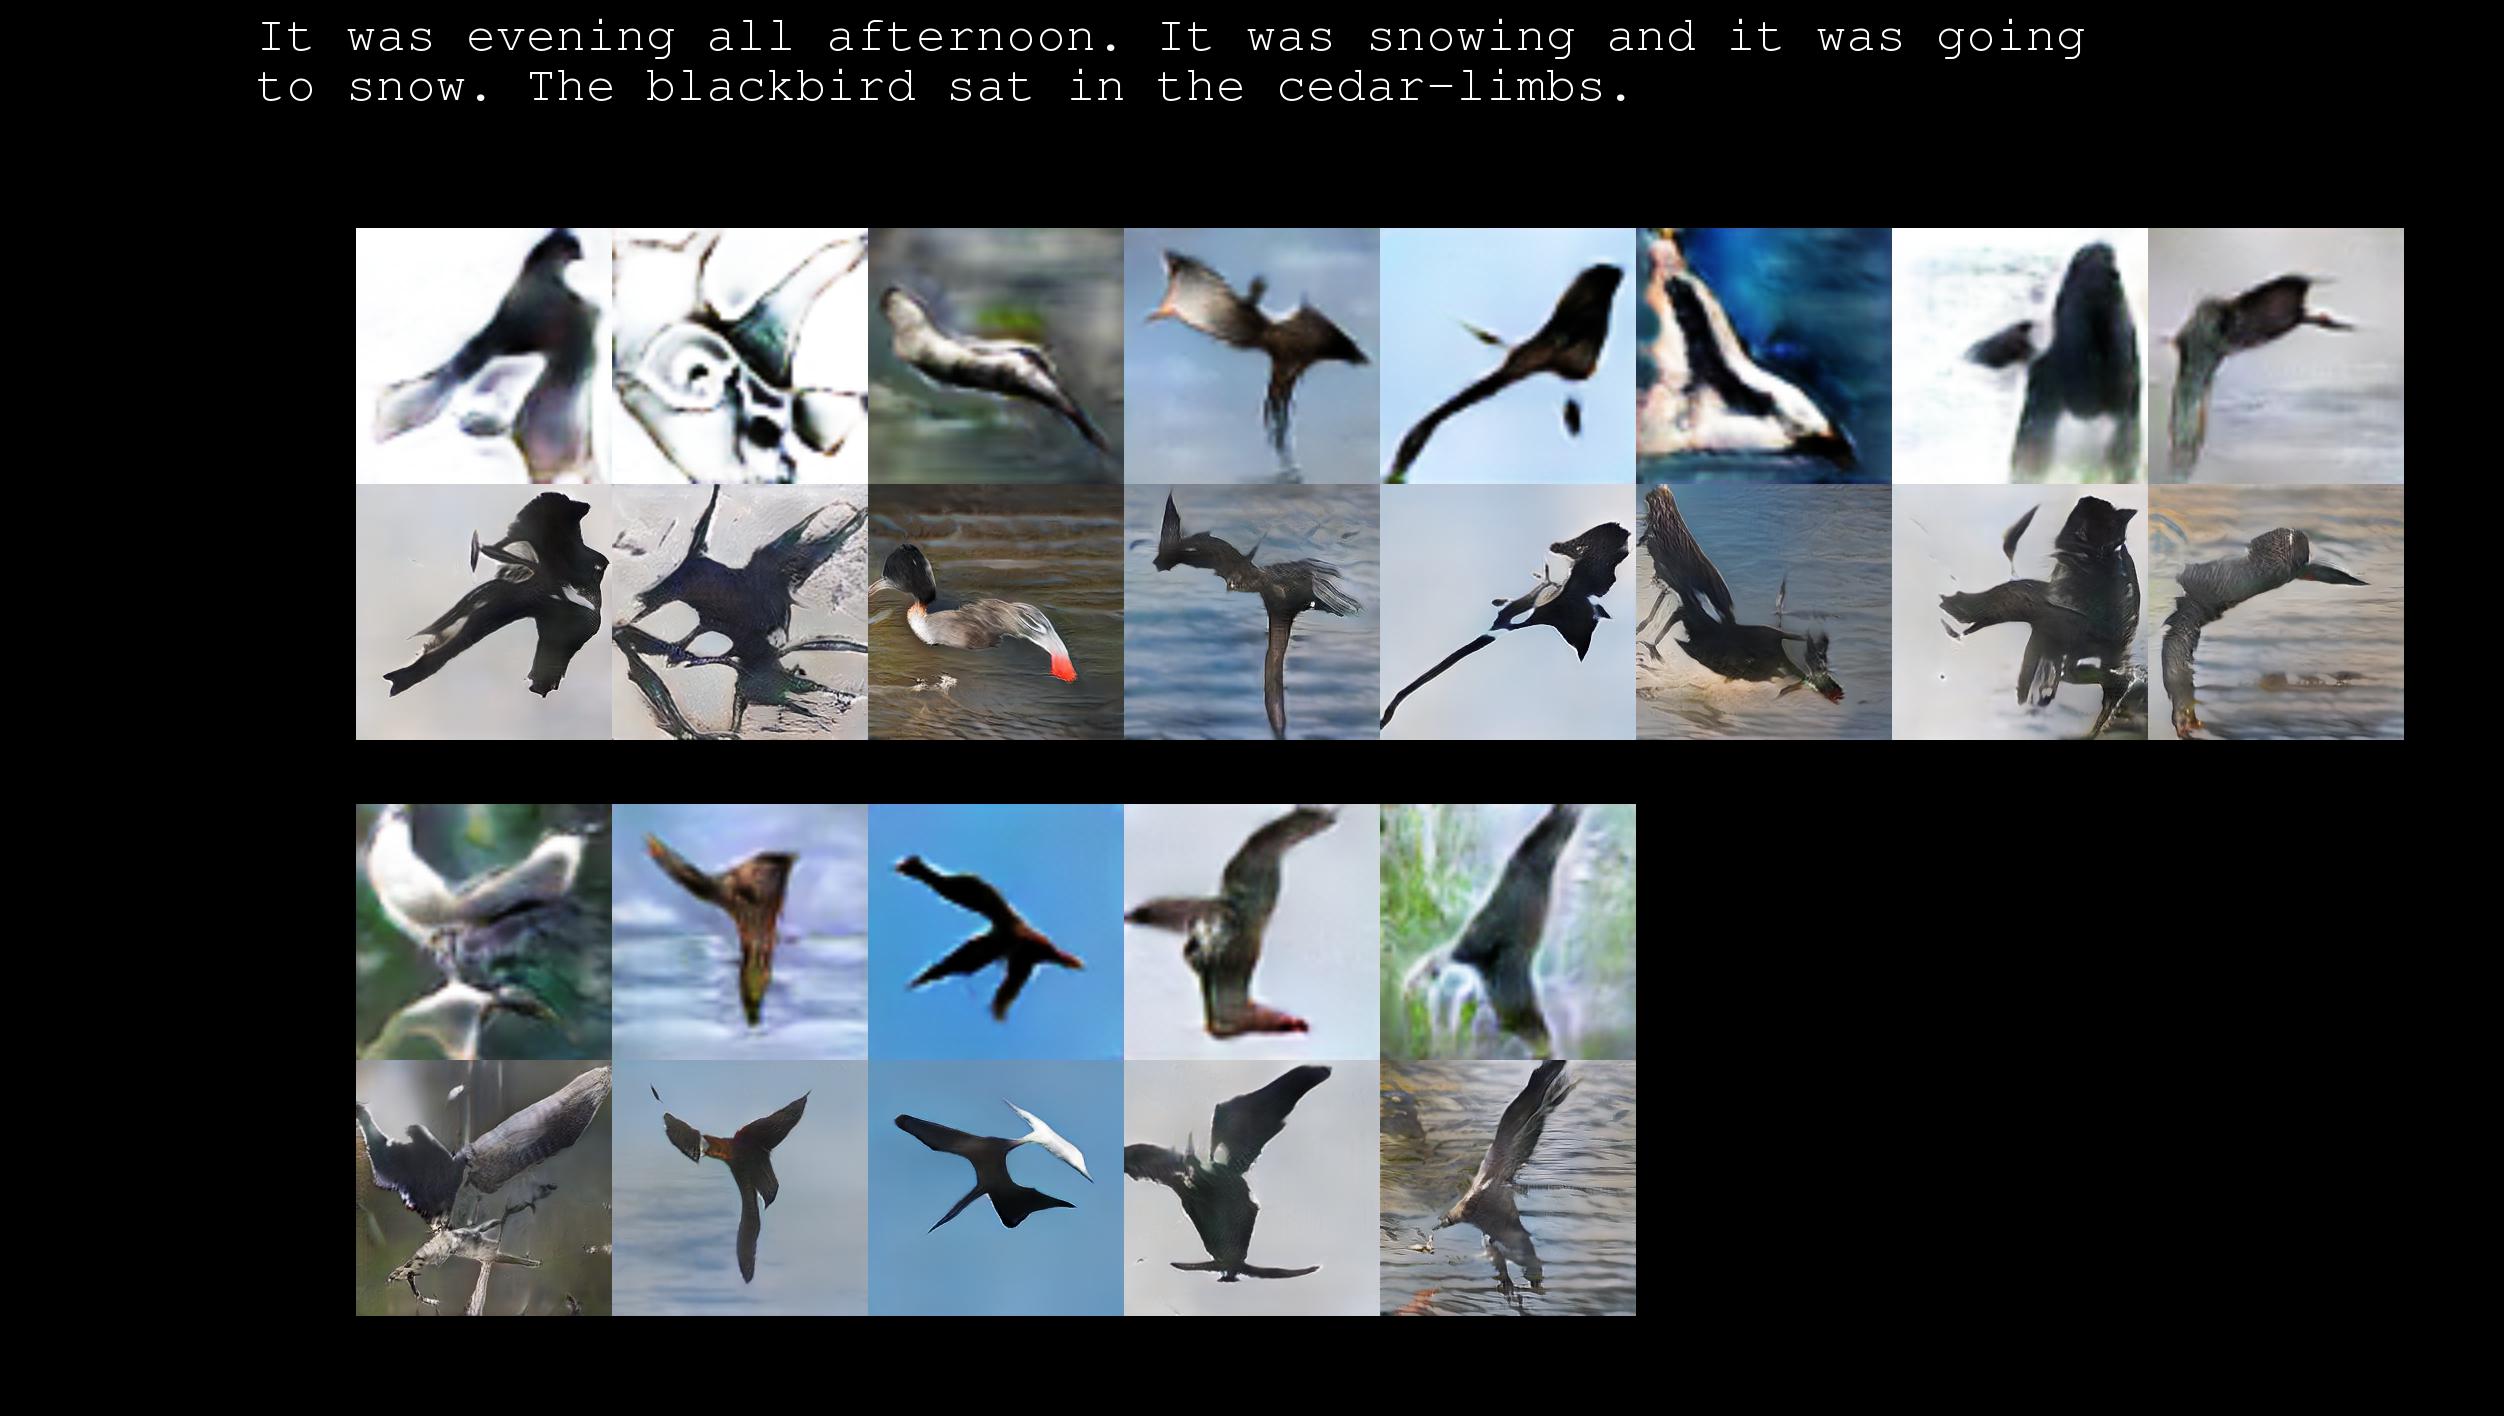 It was evening all afternoon. It was snowing and it was going
to snow. The blackbird sat in the cedar-limbs.